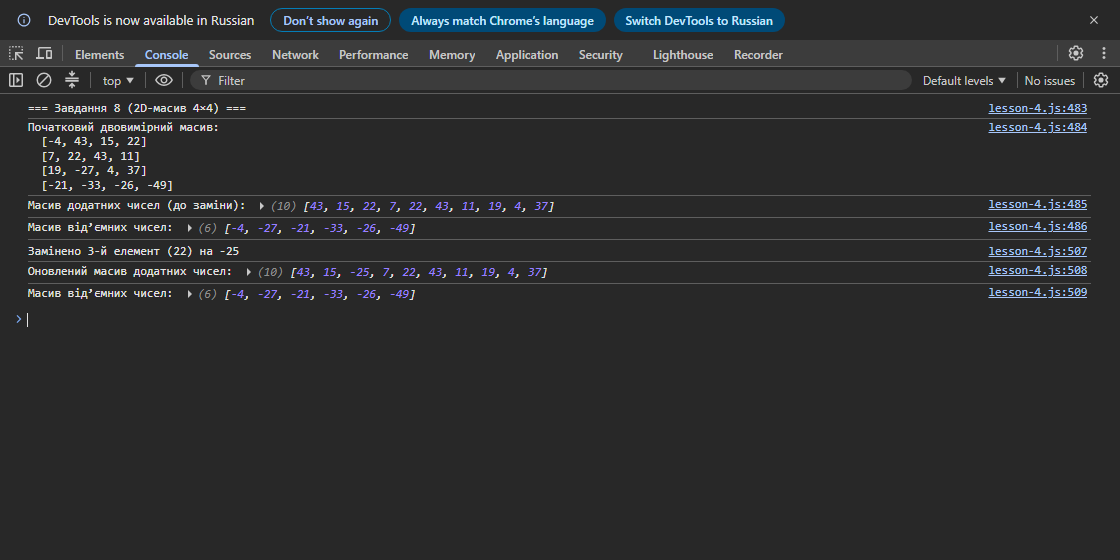 DevTools is now available in Russian Don't show again Always match Chrome's language Switch DevTools to Russian
Elements Console Sources Network Performance Memory Application Security Lighthouse Recorder
top Filter Default levels No issues
=== Завдання 8 (2D-масив 4×4) === lesson-4.js:483
Початковий двовимірний масив: lesson-4.js:484
[-4, 43, 15, 22]
[7, 22, 43, 11]
[19, -27, 4, 37]
[-21, -33, -26, -49]
Масив додатних чисел (до заміни): (10) [43, 15, 22, 7, 22, 43, 11, 19, 4, 37] lesson-4.js:485
Масив від’ємних чисел: (6) [-4, -27, -21, -33, -26, -49] lesson-4.js:486
Замінено 3-й елемент (22) на -25 lesson-4.js:507
Оновлений масив додатних чисел: (10) [43, 15, -25, 7, 22, 43, 11, 19, 4, 37] lesson-4.js:508
Масив від’ємних чисел: (6) [-4, -27, -21, -33, -26, -49] lesson-4.js:509